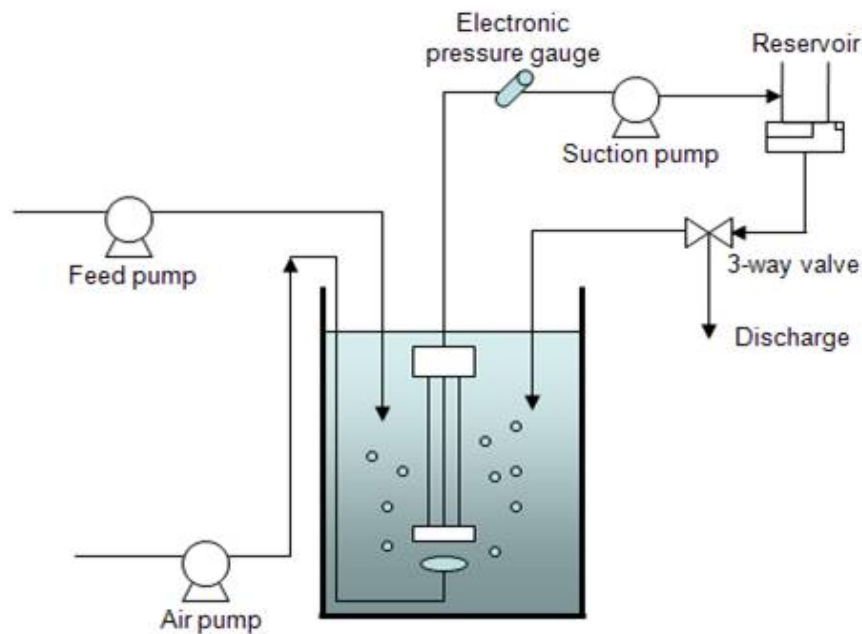 Electronic
pressure gauge
Reservoir
Suction pump
Feed pump
3-way valve
Discharge
Air pump